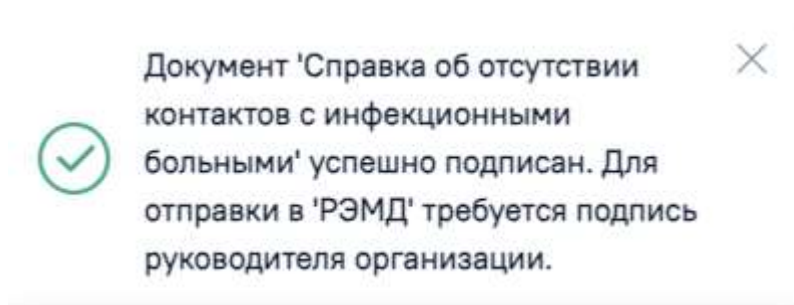 Документ 'Справка об отсутствии
контактов с инфекционными
больными' успешно подписан. Для
отправки в 'РЭМД' требуется подпись
руководителя организации.